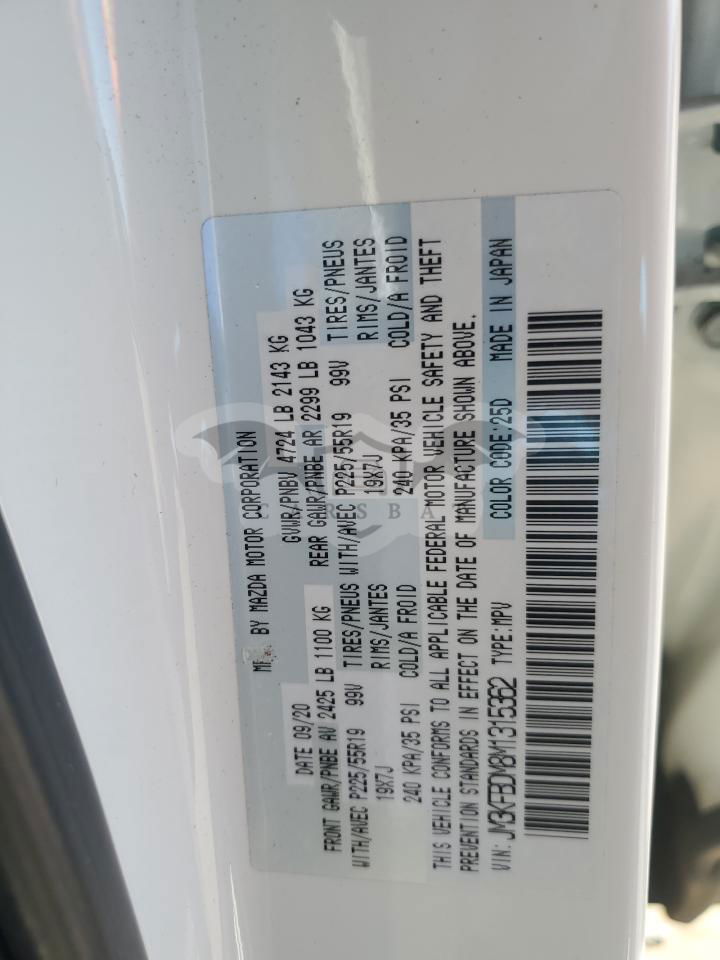 MFD BY MAZDA MOTOR CORPORATION
DATE 09/20 GVWR/PNBV 4724 LB 2143 KG
FRONT GAWR/PNBE AV 2425 LB 1100 KG REAR GAWR/PNBE AR 2299 LB 1043 KG
WITH/AVEC P225/55R19 99V TIRES/PNEUS WITH/AVEC P225/55R19 99V TIRES/PNEUS
19X7J RIMS/JANTES 19X7J RIMS/JANTES
240 KPA/35 PSI COLD/A FROID 240 KPA/35 PSI COLD/A FROID
THIS VEHICLE CONFORMS TO ALL APPLICABLE FEDERAL MOTOR VEHICLE SAFETY AND THEFT
PREVENTION STANDARDS IN EFFECT ON THE DATE OF MANUFACTURE SHOWN ABOVE.
VIN: JM3KFBDM8M1315362 TYPE:MPV COLOR CODE:25D MADE IN JAPAN
CARSBAT